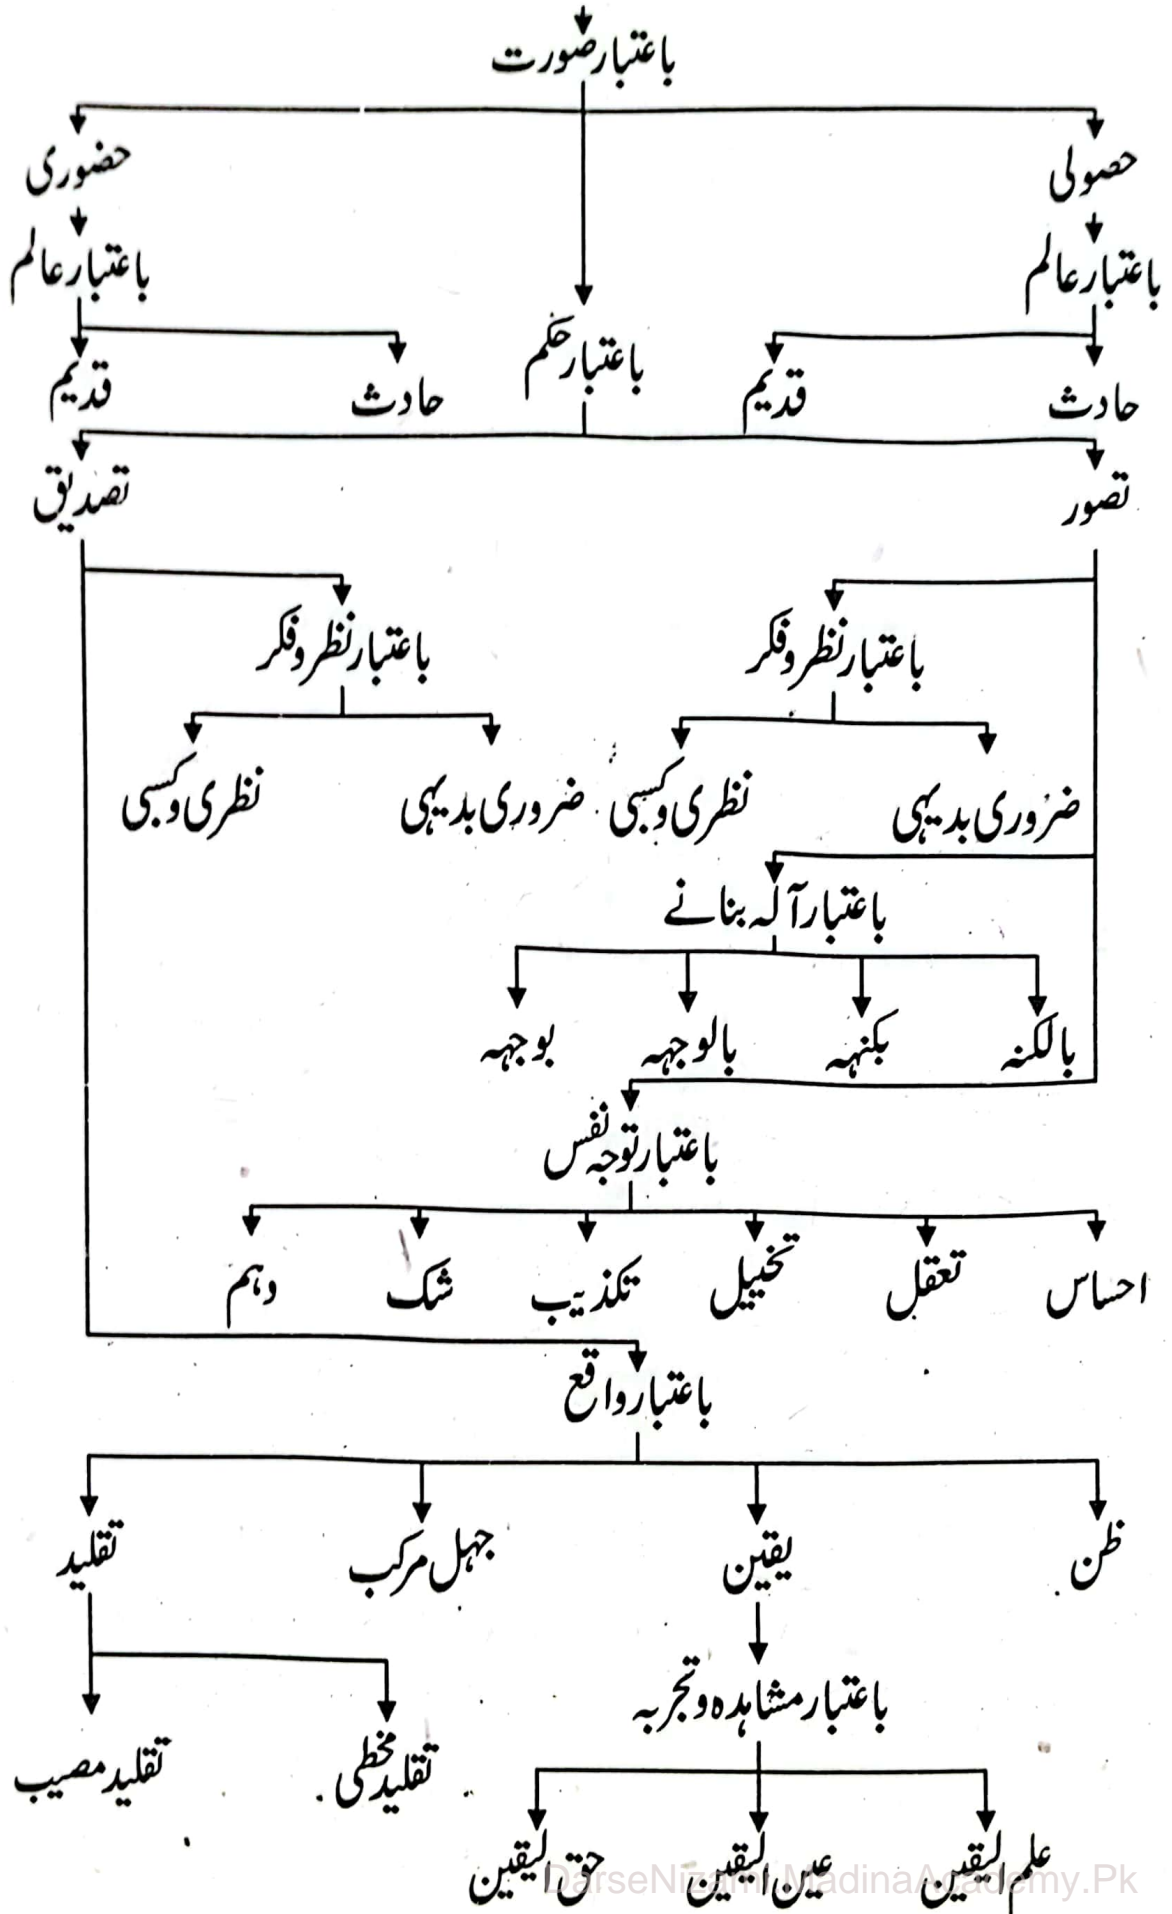 باعتبار صورت
حصولی حضوری
باعتبار عالم باعتبار عالم
باعتبار حکم
حادث قدیم حادث قدیم
تصور تصدیق
باعتبار نظر و فکر باعتبار نظر و فکر
ضروری بدیہی نظری و کسبی ضروری بدیہی نظری و کسبی
باعتبار آلہ بنانے
بالکنہ بکنہہ بالوجہہ بوجہہ
باعتبار توجہ نفس
احساس تعقل تخییل تکذیب شک وہم
باعتبار واقع
ظن یقین جہل مرکب تقلید
باعتبار مشاہدہ و تجربہ
تقلید مخطی تقلید مصیب
علم الیقین عین الیقین حق الیقین
DarseNizami.MadinaAcademy.Pk